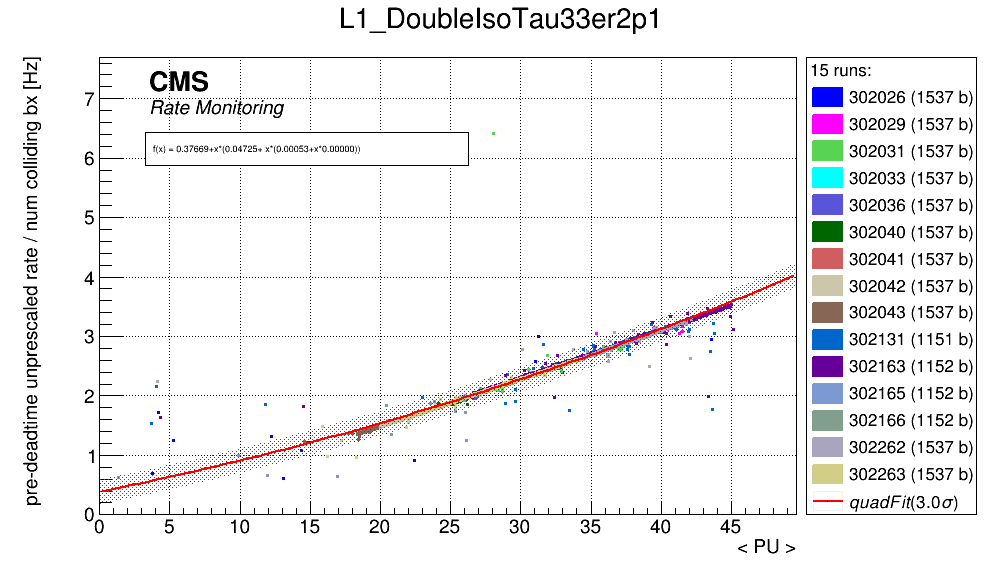 L1_DoubleIsoTau33er2p1
pre-deadtime unprescaled rate / num colliding bx [Hz]
CMS
Rate Monitoring
f(x) = 0.37669+x*(0.04725+ x*(0.00053+x*0.00000))
7
6
5
4
3
2
1
0
0 5 10 15 20 25 30 35 40 45
< PU >
15 runs:
302026 (1537 b)
302029 (1537 b)
302031 (1537 b)
302033 (1537 b)
302036 (1537 b)
302040 (1537 b)
302041 (1537 b)
302042 (1537 b)
302043 (1537 b)
302131 (1151 b)
302163 (1152 b)
302165 (1152 b)
302166 (1152 b)
302262 (1537 b)
302263 (1537 b)
quadFit(3.0σ)